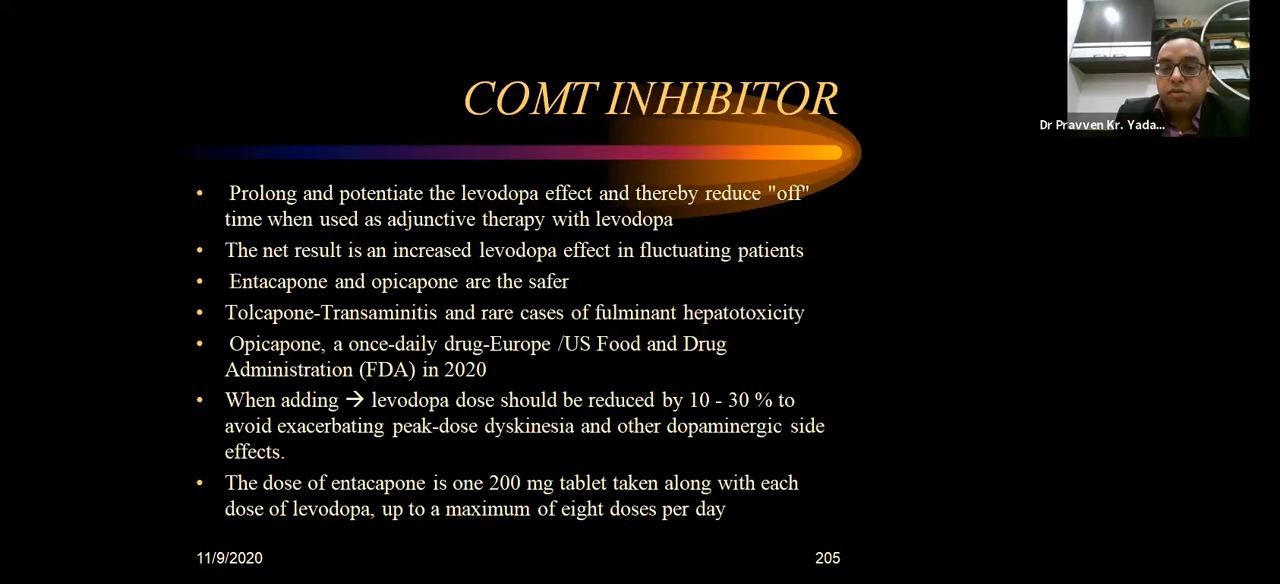 COMT INHIBITOR
Dr Pravven Kr. Yada...
• Prolong and potentiate the levodopa effect and thereby reduce "off"
time when used as adjunctive therapy with levodopa
• The net result is an increased levodopa effect in fluctuating patients
• Entacapone and opicapone are the safer
• Tolcapone-Transaminitis and rare cases of fulminant hepatotoxicity
• Opicapone, a once-daily drug-Europe /US Food and Drug
Administration (FDA) in 2020
• When adding → levodopa dose should be reduced by 10 - 30 % to
avoid exacerbating peak-dose dyskinesia and other dopaminergic side
effects.
• The dose of entacapone is one 200 mg tablet taken along with each
dose of levodopa, up to a maximum of eight doses per day
11/9/2020
205